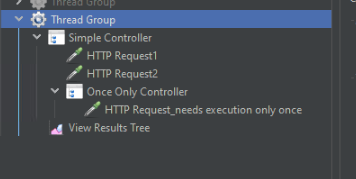 Thread Group
Thread Group
Simple Controller
HTTP Request1
HTTP Request2
Once Only Controller
HTTP Request_needs execution only once
View Results Tree